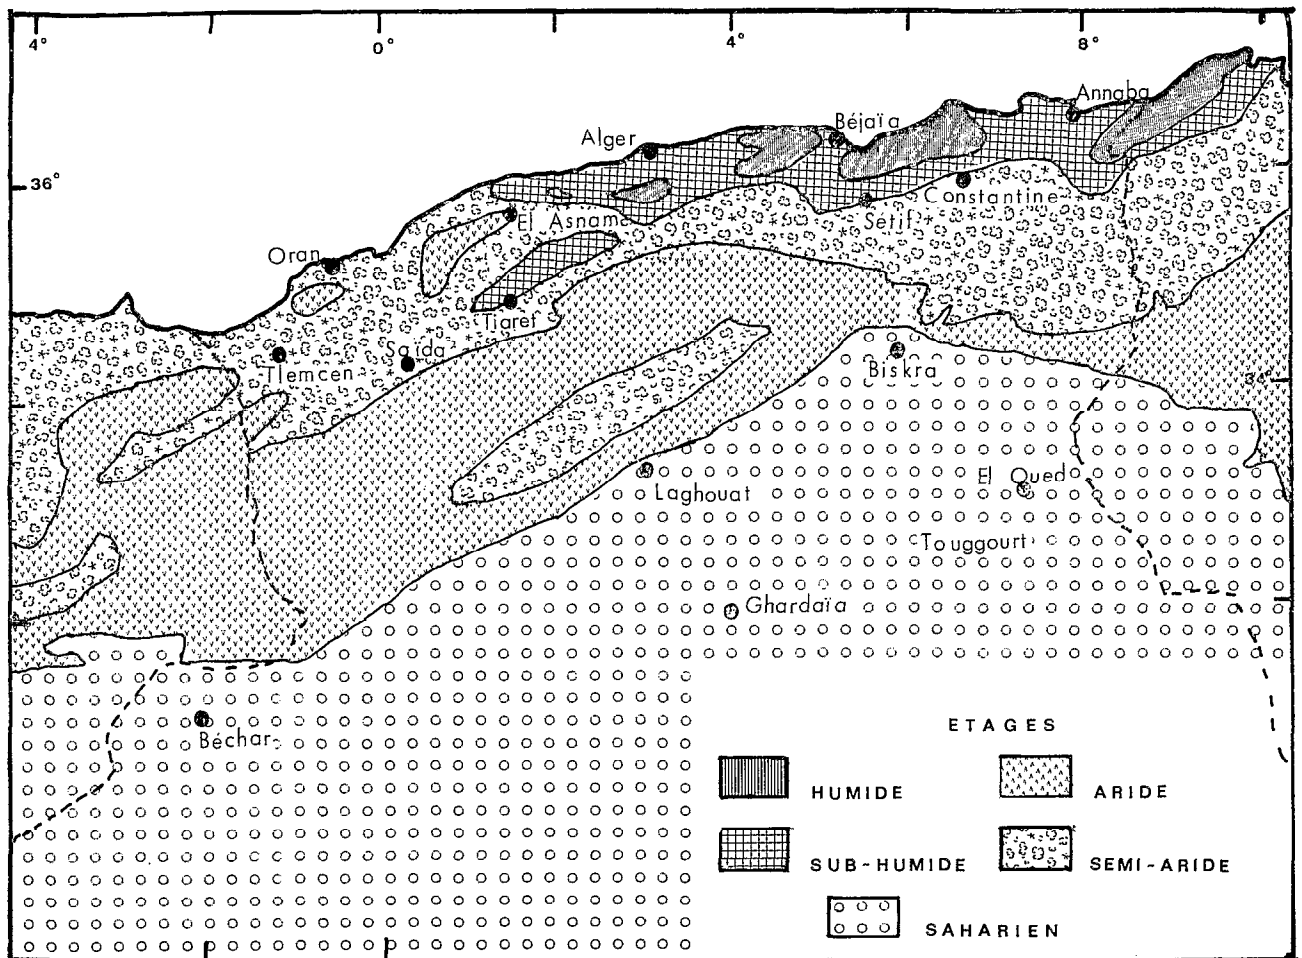 4° 0° 4° 8°
Annaba
Béjaïa
Alger
36°
Constantine
Sétif
El Asnam
Oran
Tiaret
Saïda
Tlemcen
Biskra
34°
El Oued
Laghouat
Touggourt
Ghardaïa
Béchar
ETAGES
HUMIDE ARIDE
SUB-HUMIDE SEMI-ARIDE
SAHARIEN